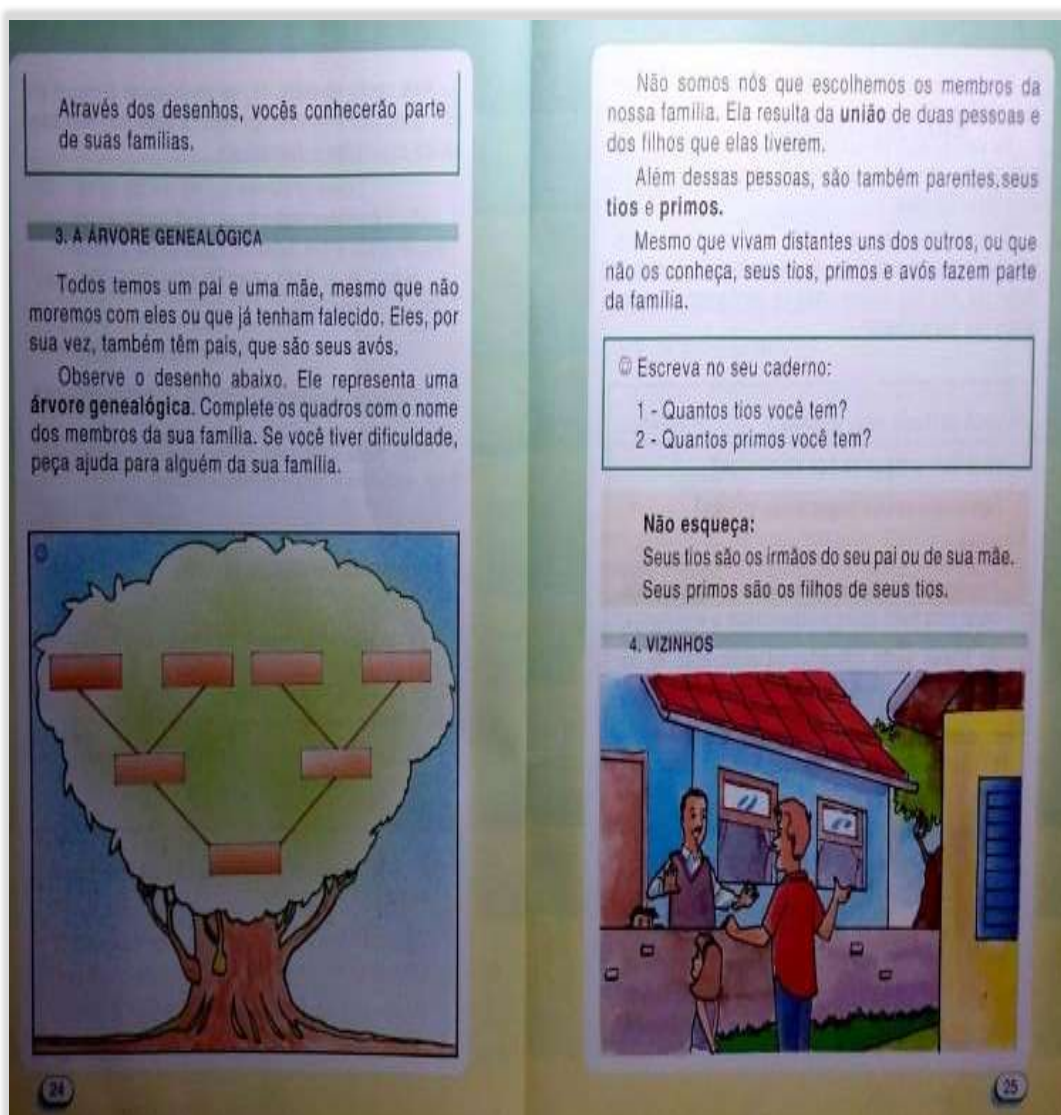 Através dos desenhos, vocês conhecerão parte
de suas famílias.
3. A ÁRVORE GENEALÓGICA
Todos temos um pai e uma mãe, mesmo que não
moremos com eles ou que já tenham falecido. Eles, por
sua vez, também têm pais, que são seus avós.
Observe o desenho abaixo. Ele representa uma
árvore genealógica. Complete os quadros com o nome
dos membros da sua família. Se você tiver dificuldade,
peça ajuda para alguém da sua família.
24
Não somos nós que escolhemos os membros da
nossa família. Ela resulta da união de duas pessoas e
dos filhos que elas tiverem.
Além dessas pessoas, são também parentes,seus
tios e primos.
Mesmo que vivam distantes uns dos outros, ou que
não os conheça, seus tios, primos e avós fazem parte
da família.
Escreva no seu caderno:
1 - Quantos tios você tem?
2 - Quantos primos você tem?
Não esqueça:
Seus tios são os irmãos do seu pai ou de sua mãe.
Seus primos são os filhos de seus tios.
4. VIZINHOS
25